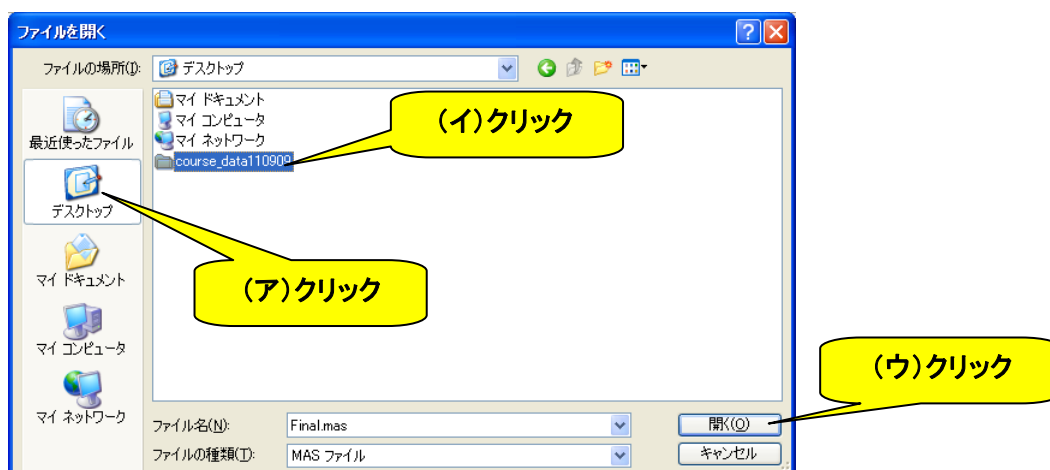 ファイルを開く
ファイルの場所(I):
デスクトップ
最近使ったファイル
デスクトップ
マイ ドキュメント
マイ コンピュータ
マイ ネットワーク
マイ ドキュメント
マイ コンピュータ
マイ ネットワーク
course_data110909
(イ)クリック
(ア)クリック
(ウ)クリック
ファイル名(N):
Final.mas
開く(O)
ファイルの種類(T):
MAS ファイル
キャンセル